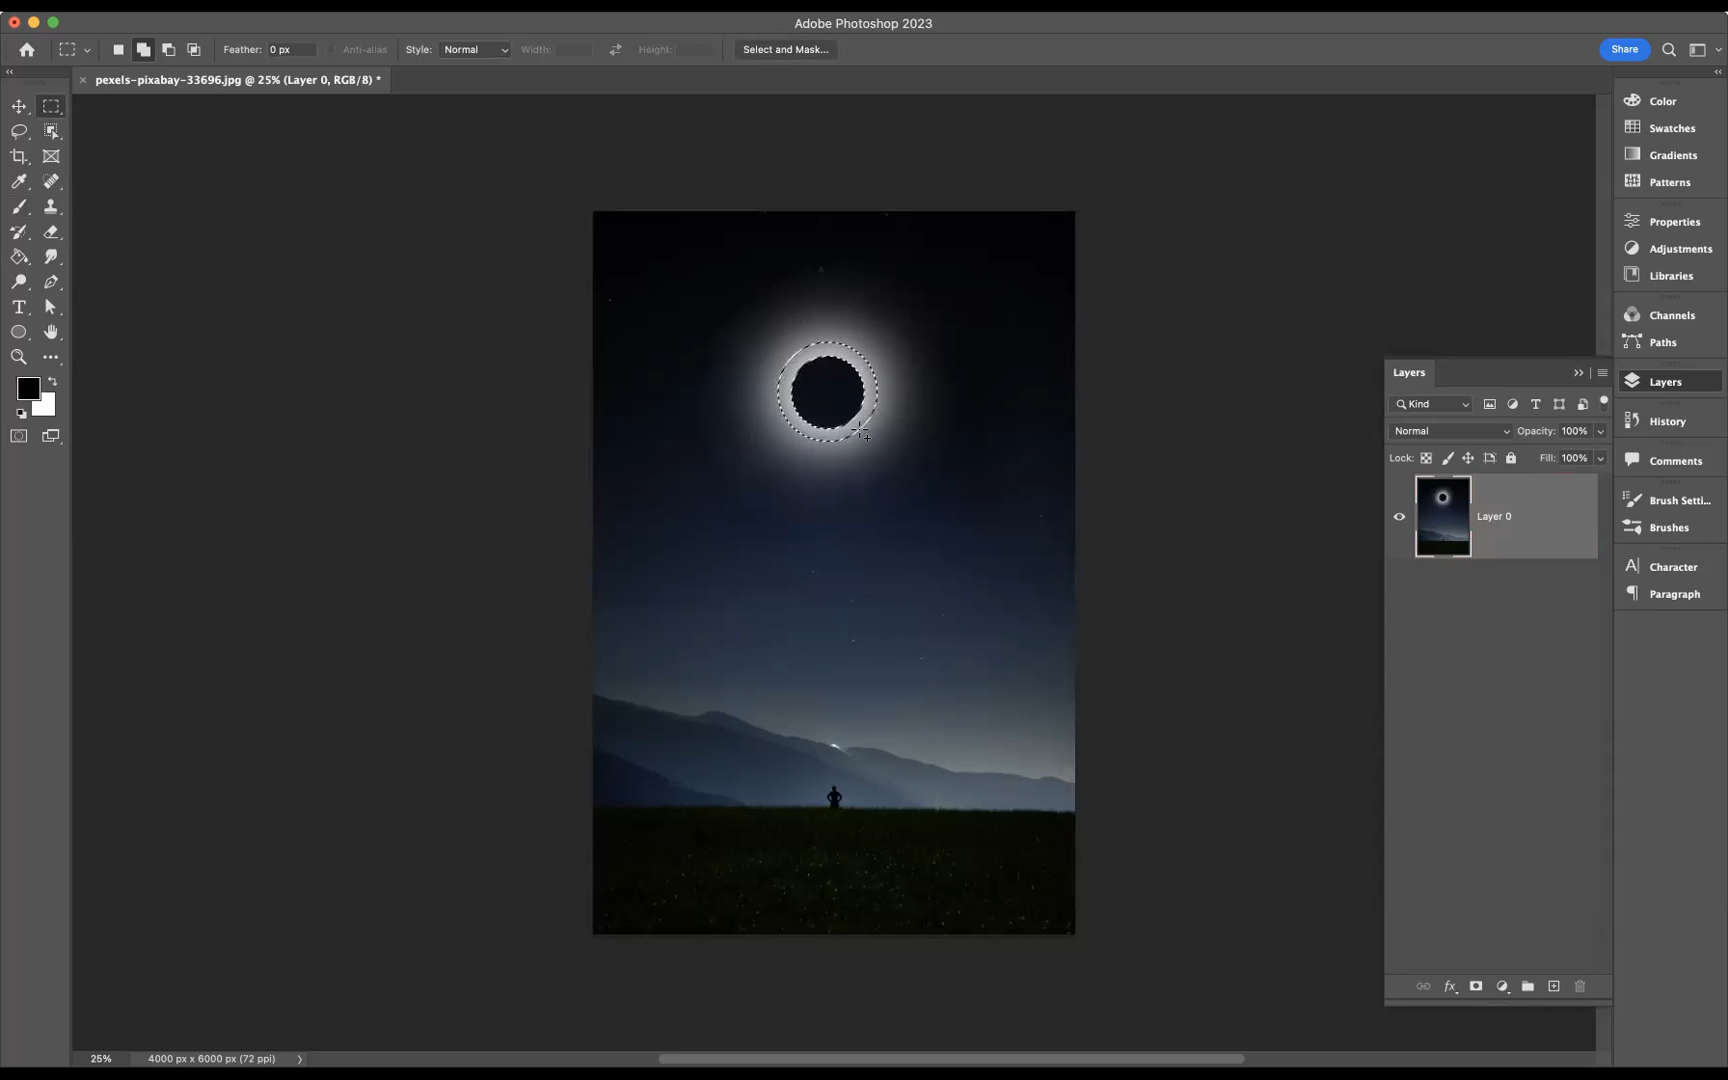 Adobe Photoshop 2023
Feather: 0 px Anti-alias Style: Normal Width: Height: Select and Mask... Share
× pexels-pixabay-33696.jpg @ 25% (Layer 0, RGB/8) *
Color
Swatches
Gradients
Patterns
Properties
Adjustments
Libraries
Channels
Paths
Layers
History
Comments
Brush Setti...
Brushes
Character
Paragraph
Layers
Kind
Normal Opacity: 100%
Lock: Fill: 100%
Layer 0
fx
25% 4000 px x 6000 px (72 ppi)